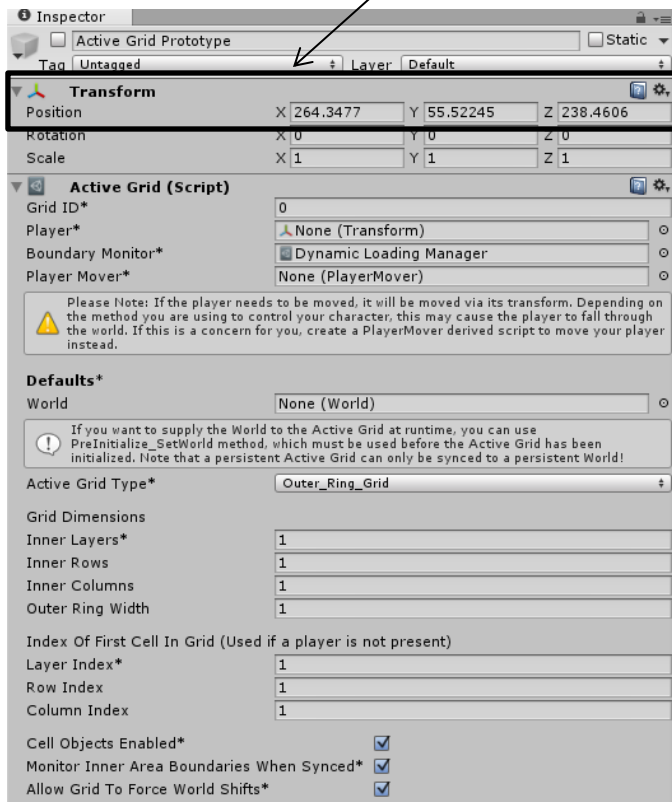 Inspector
Active Grid Prototype Static
Tag Untagged Layer Default
Transform
Position X 264.3477 Y 55.52245 Z 238.4606
Rotation X 0 Y 0 Z 0
Scale X 1 Y 1 Z 1
Active Grid (Script)
Grid ID* 0
Player* None (Transform)
Boundary Monitor* Dynamic Loading Manager
Player Mover* None (PlayerMover)
Please Note: If the player needs to be moved, it will be moved via its transform. Depending on
the method you are using to control your character, this may cause the player to fall through
the world. If this is a concern for you, create a PlayerMover derived script to move your player
instead.
Defaults*
World None (World)
If you want to supply the World to the Active Grid at runtime, you can use
PreInitialize_SetWorld method, which must be used before the Active Grid has been
initialized. Note that a persistent Active Grid can only be synced to a persistent World!
Active Grid Type* Outer_Ring_Grid
Grid Dimensions
Inner Layers* 1
Inner Rows 1
Inner Columns 1
Outer Ring Width 1
Index Of First Cell In Grid (Used if a player is not present)
Layer Index* 1
Row Index 1
Column Index 1
Cell Objects Enabled*
Monitor Inner Area Boundaries When Synced*
Allow Grid To Force World Shifts*